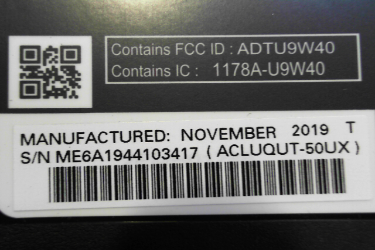 Contains FCC ID : ADTU9W40
Contains IC : 1178A-U9W40
MANUFACTURED: NOVEMBER 2019 T
S/N ME6A1944103417 ( ACLUQUT-50UX )